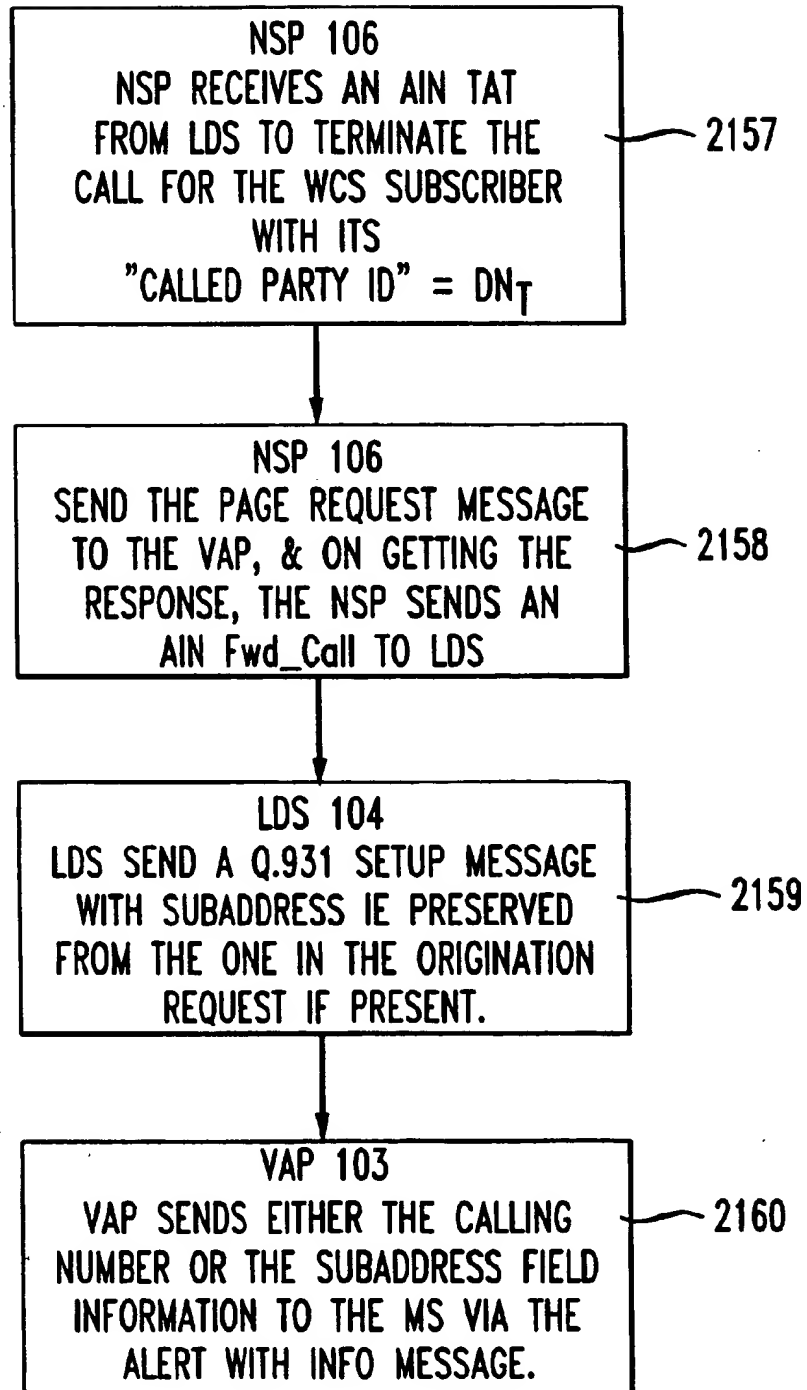 NSP 106
NSP RECEIVES AN AIN TAT
FROM LDS TO TERMINATE THE
CALL FOR THE WCS SUBSCRIBER
WITH ITS
"CALLED PARTY ID" = DNT
2157
NSP 106
SEND THE PAGE REQUEST MESSAGE
TO THE VAP, & ON GETTING THE
RESPONSE, THE NSP SENDS AN
AIN Fwd_Call TO LDS
2158
LDS 104
LDS SEND A Q.931 SETUP MESSAGE
WITH SUBADDRESS IE PRESERVED
FROM THE ONE IN THE ORIGINATION
REQUEST IF PRESENT.
2159
VAP 103
VAP SENDS EITHER THE CALLING
NUMBER OR THE SUBADDRESS FIELD
INFORMATION TO THE MS VIA THE
ALERT WITH INFO MESSAGE.
2160